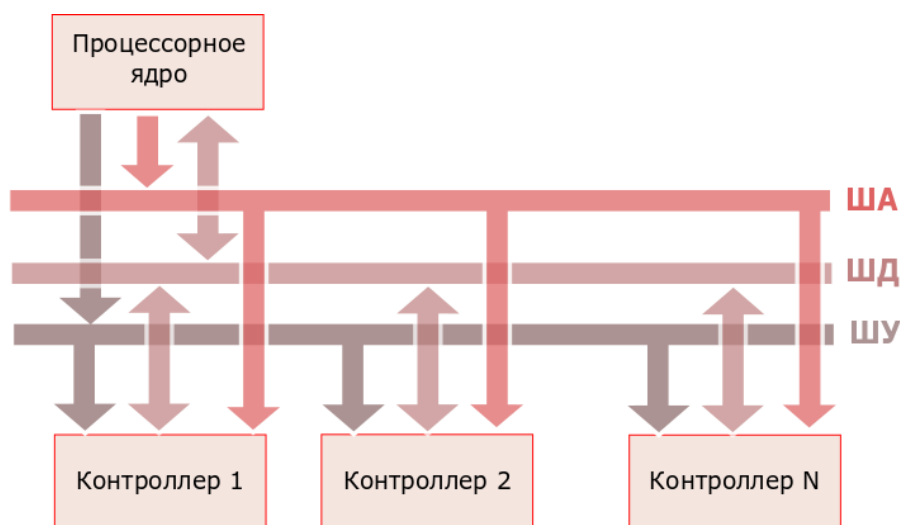 Процессорное
ядро
ША
ШД
ШУ
Контроллер 1
Контроллер 2
Контроллер N